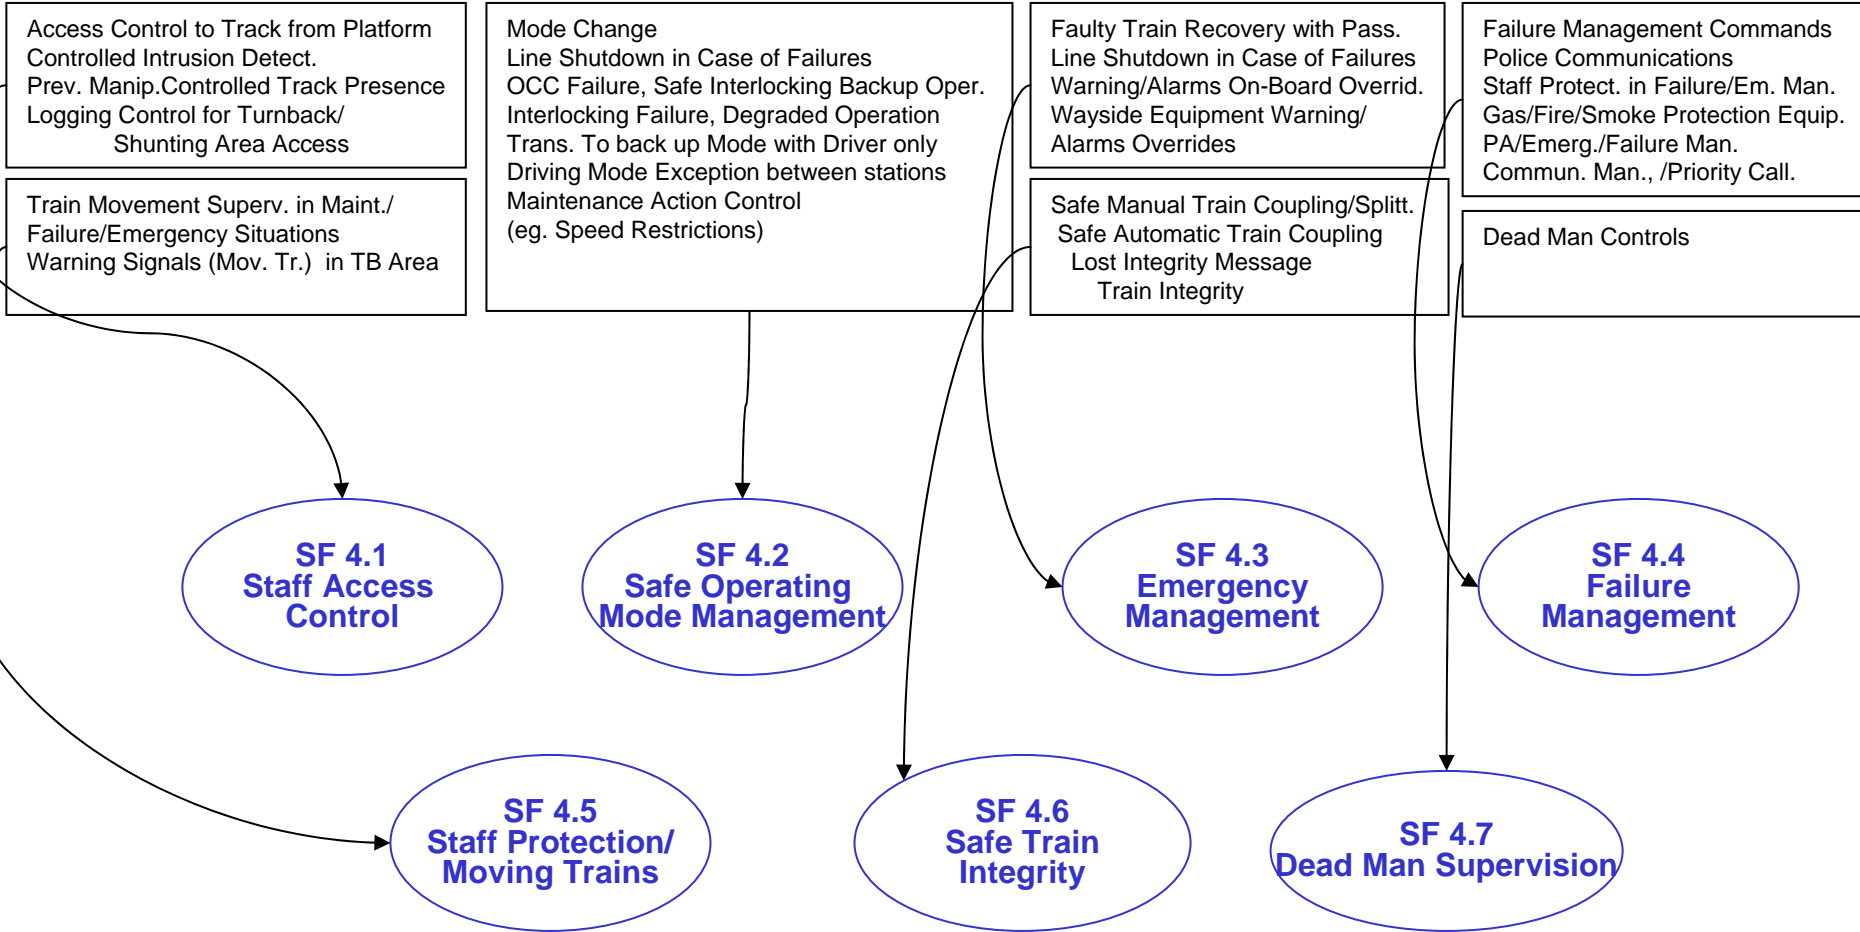 Access Control to Track from Platform
Controlled Intrusion Detect.
Prev. Manip.Controlled Track Presence
Logging Control for Turnback/
Shunting Area Access
Train Movement Superv. in Maint./
Failure/Emergency Situations
Warning Signals (Mov. Tr.) in TB Area
Mode Change
Line Shutdown in Case of Failures
OCC Failure, Safe Interlocking Backup Oper.
Interlocking Failure, Degraded Operation
Trans. To back up Mode with Driver only
Driving Mode Exception between stations
Maintenance Action Control
(eg. Speed Restrictions)
Faulty Train Recovery with Pass.
Line Shutdown in Case of Failures
Warning/Alarms On-Board Overrid.
Wayside Equipment Warning/
Alarms Overrides
Safe Manual Train Coupling/Splitt.
Safe Automatic Train Coupling
Lost Integrity Message
Train Integrity
Failure Management Commands
Police Communications
Staff Protect. in Failure/Em. Man.
Gas/Fire/Smoke Protection Equip.
PA/Emerg./Failure Man.
Commun. Man., /Priority Call.
Dead Man Controls
SF 4.1
Staff Access
Control
SF 4.2
Safe Operating
Mode Management
SF 4.3
Emergency
Management
SF 4.4
Failure
Management
SF 4.5
Staff Protection/
Moving Trains
SF 4.6
Safe Train
Integrity
SF 4.7
Dead Man Supervision